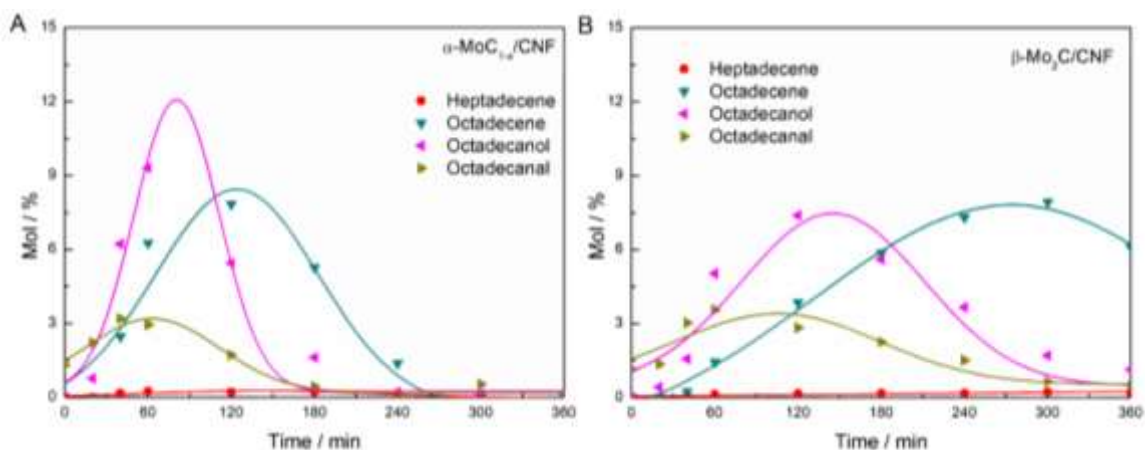 A
α-MoC₁₋ₓ/CNF
Heptadecene
Octadecene
Octadecanol
Octadecanal
15
12
9
6
3
0
Mol / %
0 60 120 180 240 300 360
Time / min
B
β-Mo₂C/CNF
Heptadecene
Octadecene
Octadecanol
Octadecanal
15
12
9
6
3
0
Mol / %
0 60 120 180 240 300 360
Time / min